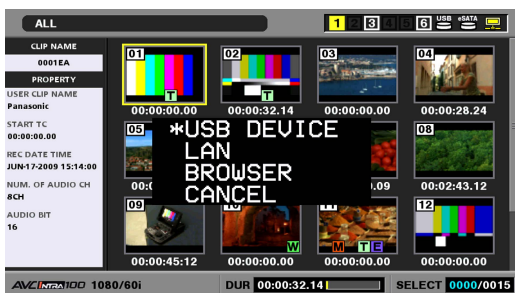 ALL
1 2 3 4 5 6 USB eSATA
CLIP NAME
0001EA
PROPERTY
USER CLIP NAME
Panasonic
START TC
00:00:00.00
REC DATE TIME
JUN-17-2009 15:14:00
NUM. OF AUDIO CH
8CH
AUDIO BIT
16
01 02 03 04
T T
00:00:00.00 00:00:32.14 00:00:00.00 00:00:28.24
05 08
*USB DEVICE
LAN
BROWSER
CANCEL
00:02:43.12
09 12
W M T E
00:00:45:12 00:00:00.00 00:00:00.00 00:00:00.00
AVC INTRA 100 1080/60i DUR 00:00:32.14 SELECT 0000/0015